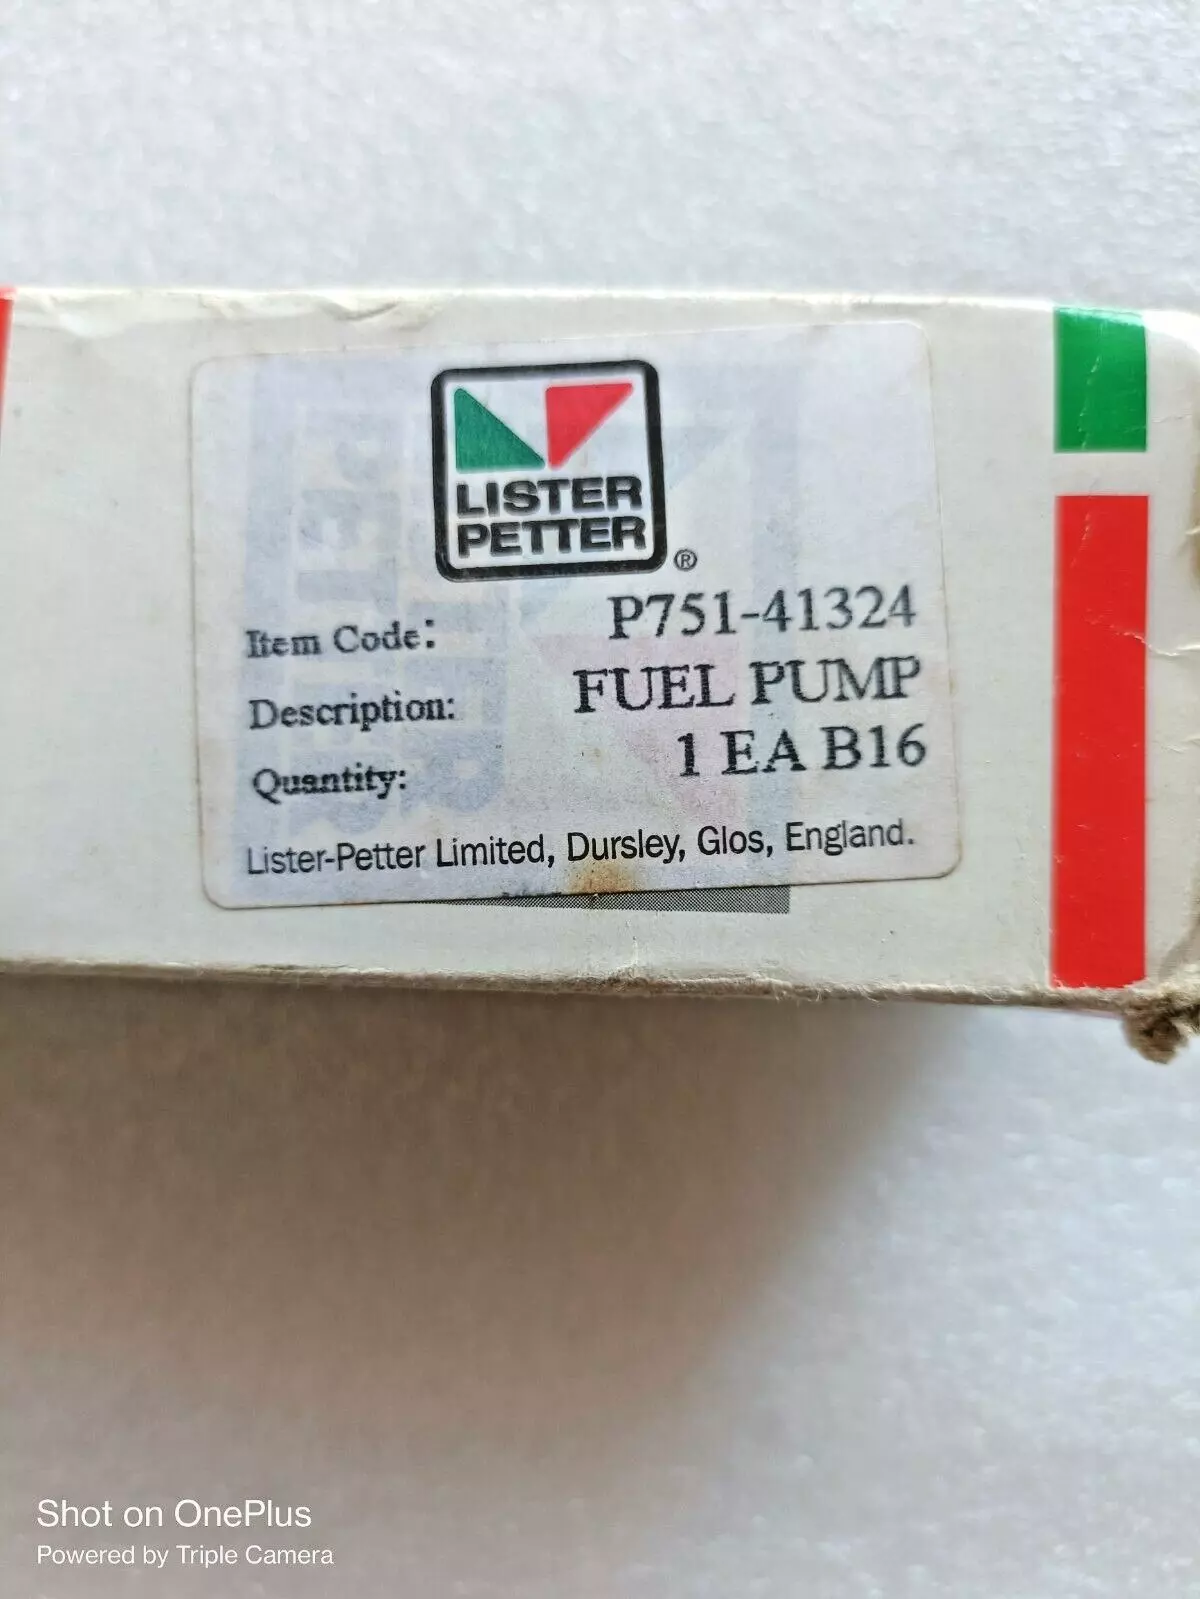 LISTER
PETTER
®
Item Code: P751-41324
Description: FUEL PUMP
Quantity: 1 EA B16
Lister-Petter Limited, Dursley, Glos, England.
Shot on OnePlus
Powered by Triple Camera